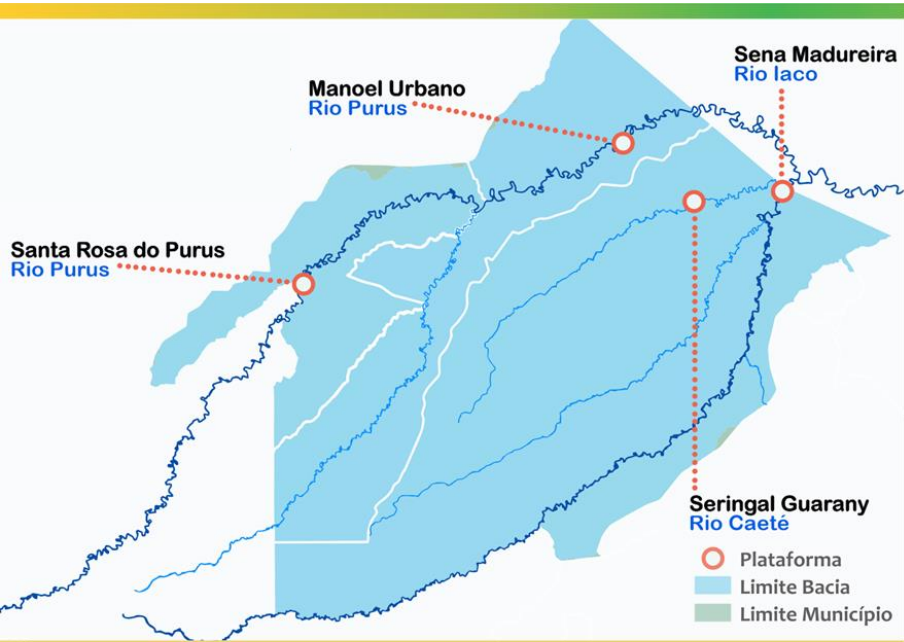 Sena Madureira
Rio Iaco
Manoel Urbano
Rio Purus
Santa Rosa do Purus
Rio Purus
Seringal Guarany
Rio Caeté
Plataforma
Limite Bacia
Limite Município